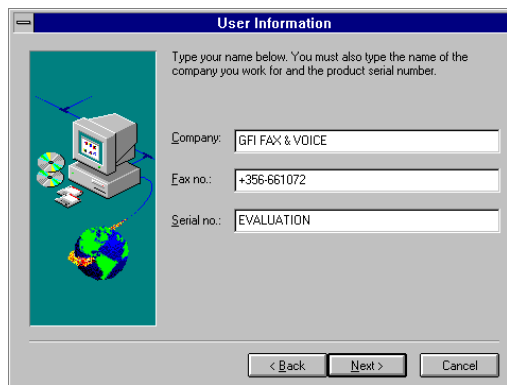 User Information
Type your name below. You must also type the name of the
company you work for and the product serial number.
Company: GFI FAX & VOICE
Fax no.: +356-661072
Serial no.: EVALUATION
< Back Next > Cancel